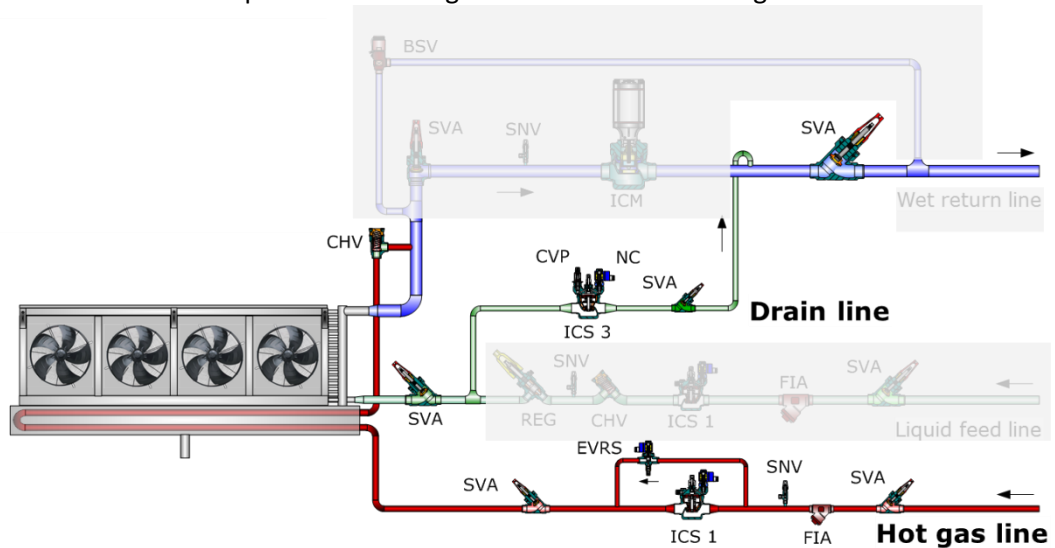 BSV
SVA
SNV
SVA
ICM
Wet return line
CHV
CVP
NC
SVA
Drain line
ICS 3
SNV
SVA
FIA
SVA
REG
CHV
ICS 1
Liquid feed line
EVRS
SVA
SNV
SVA
ICS 1
FIA
Hot gas line